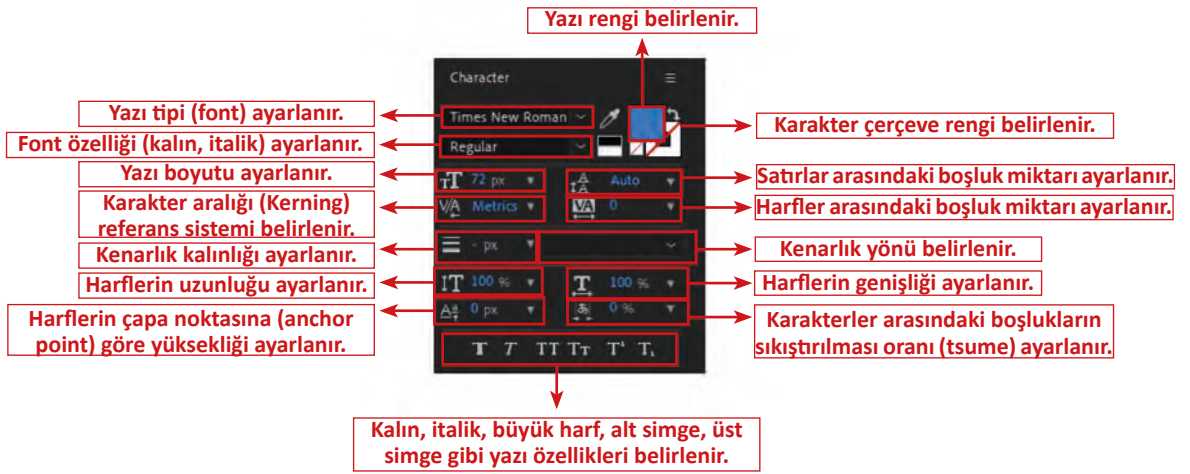 Yazı rengi belirlenir.
Character
Yazı tipi (font) ayarlanır.
Times New Roman
Karakter çerçeve rengi belirlenir.
Font özelliği (kalın, italik) ayarlanır.
Regular
Yazı boyutu ayarlanır.
72 px
Auto
Satırlar arasındaki boşluk miktarı ayarlanır.
Karakter aralığı (Kerning)
referans sistemi belirlenir.
Metrics
0
Harfler arasındaki boşluk miktarı ayarlanır.
Kenarlık kalınlığı ayarlanır.
- px
Kenarlık yönü belirlenir.
Harflerin uzunluğu ayarlanır.
100 %
100 %
Harflerin genişliği ayarlanır.
Harflerin çapa noktasına (anchor
point) göre yüksekliği ayarlanır.
0 px
0 %
Karakterler arasındaki boşlukların
sıkıştırılması oranı (tsume) ayarlanır.
T T TT Tт T¹ T₁
Kalın, italik, büyük harf, alt simge, üst
simge gibi yazı özellikleri belirlenir.